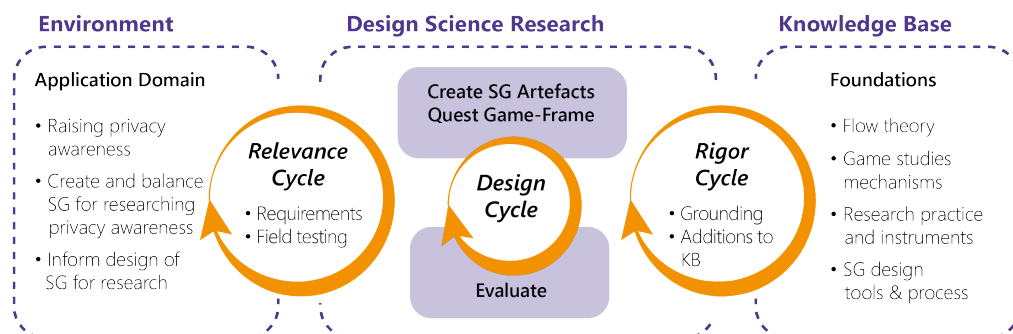 Environment
Design Science Research
Knowledge Base
Application Domain
• Raising privacy
awareness
• Create and balance
SG for researching
privacy awareness
• Inform design of
SG for research
Relevance
Cycle
• Requirements
• Field testing
Create SG Artefacts
Quest Game-Frame
Design
Cycle
Evaluate
Rigor
Cycle
• Grounding
• Additions to
KB
Foundations
• Flow theory
• Game studies
mechanisms
• Research practice
and instruments
• SG design
tools & process